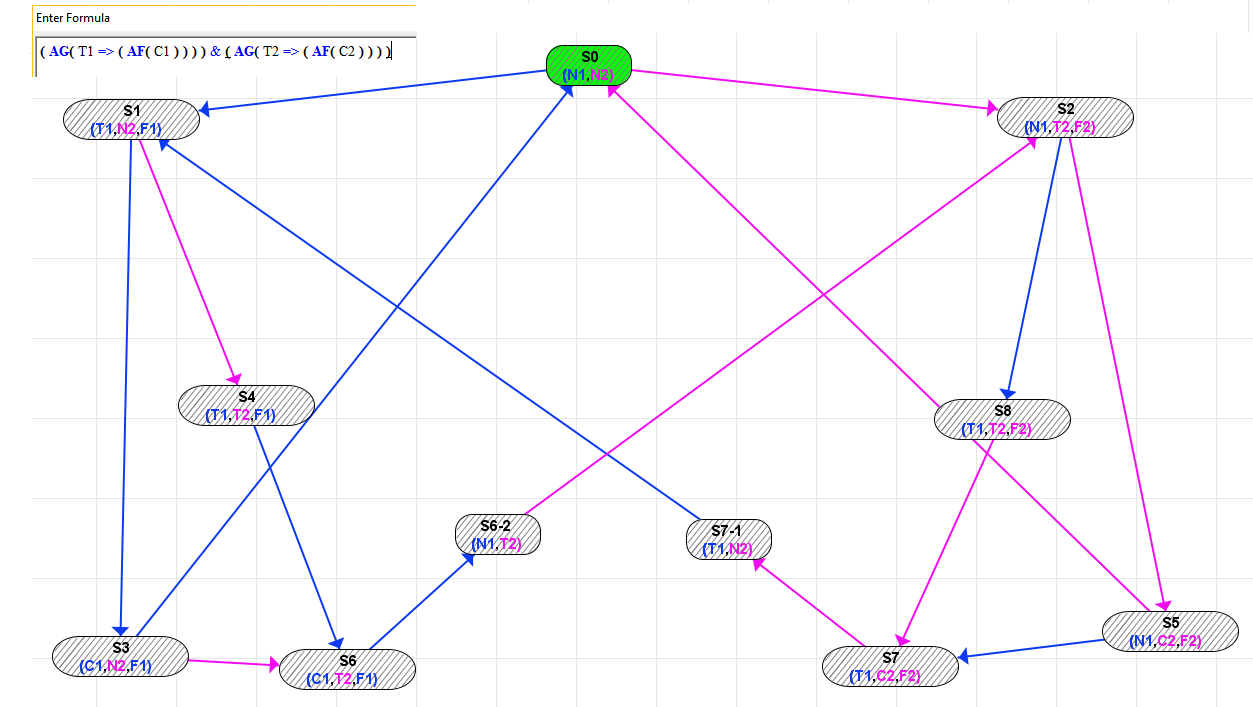 Enter Formula
( AG( T1 => ( AF( C1 ) ) ) ) & ( AG( T2 => ( AF( C2 ) ) ) )
S0
(N1,N2)
S1
(T1,N2,F1)
S2
(N1,T2,F2)
S4
(T1,T2,F1)
S8
(T1,T2,F2)
S6-2
(N1,T2)
S7-1
(T1,N2)
S3
(C1,N2,F1)
S6
(C1,T2,F1)
S7
(T1,C2,F2)
S5
(N1,C2,F2)